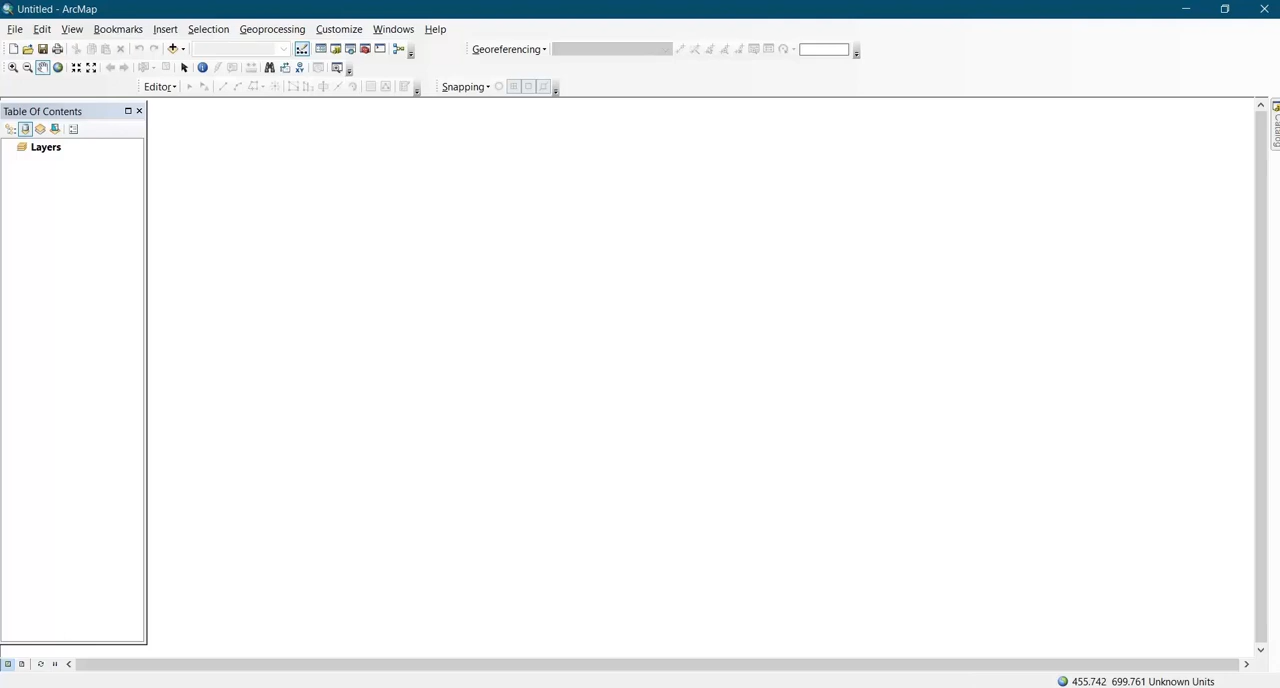 Untitled - ArcMap
File Edit View Bookmarks Insert Selection Geoprocessing Customize Windows Help
Georeferencing
Editor Snapping
Table Of Contents
Catalog
Layers
455.742 699.761 Unknown Units